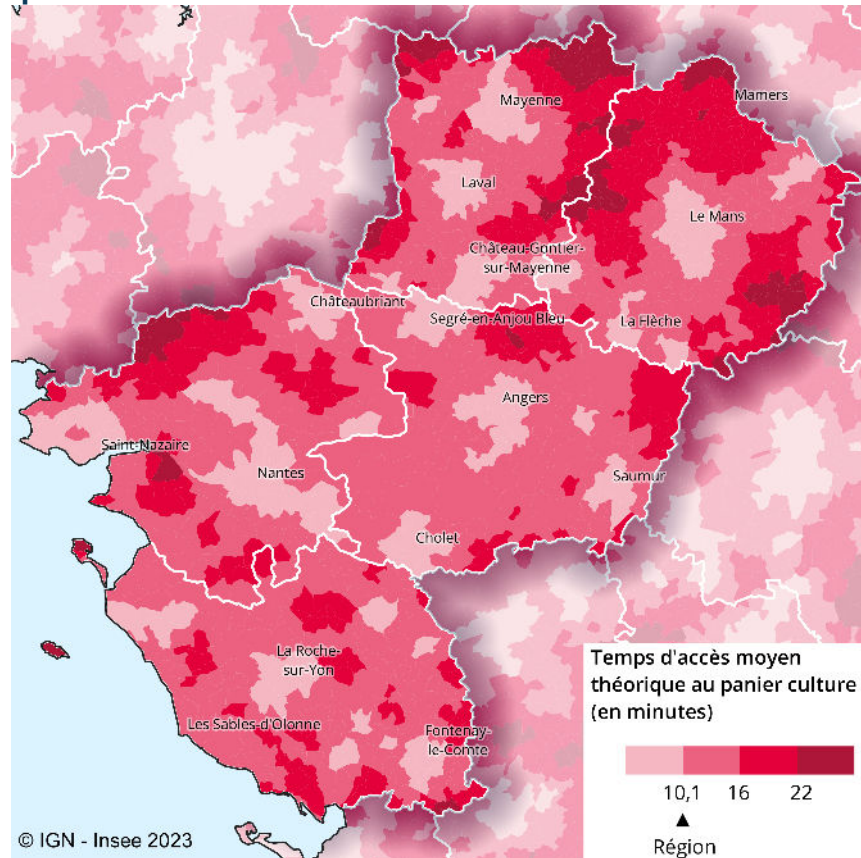 Mayenne
Mamers
Laval
Le Mans
Château-Gontier-
sur-Mayenne
Châteaubriant
Segré-en-Anjou Bleu
La Flèche
Angers
Saint-Nazaire
Nantes
Saumur
Cholet
La Roche-
sur-Yon
Les Sables-d'Olonne
Fontenay-
le-Comte
Temps d'accès moyen
théorique au panier culture
(en minutes)
10,1 16 22
▲
Région
© IGN - Insee 2023